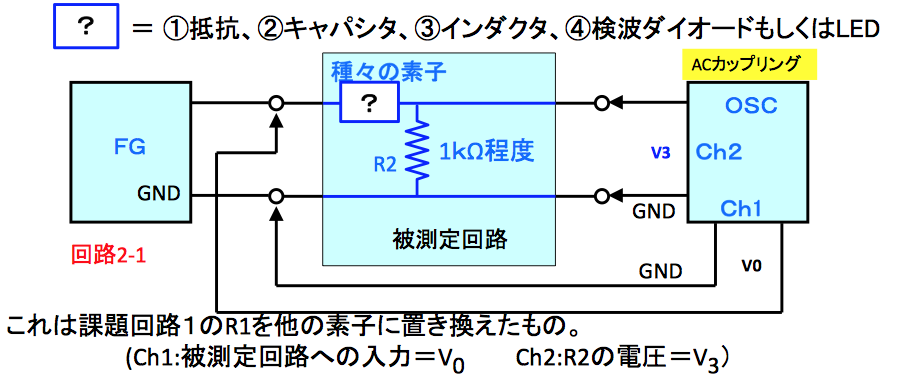 ? = ①抵抗、②キャパシタ、③インダクタ、④検波ダイオードもしくはLED
ACカップリング
種々の素子
?
OSC
FG
R2
1kΩ程度
V3
Ch2
GND
GND
Ch1
被測定回路
回路2-1
GND
V0
これは課題回路１のR1を他の素子に置き換えたもの。
(Ch1:被測定回路への入力＝V0 Ch2:R2の電圧＝V3）